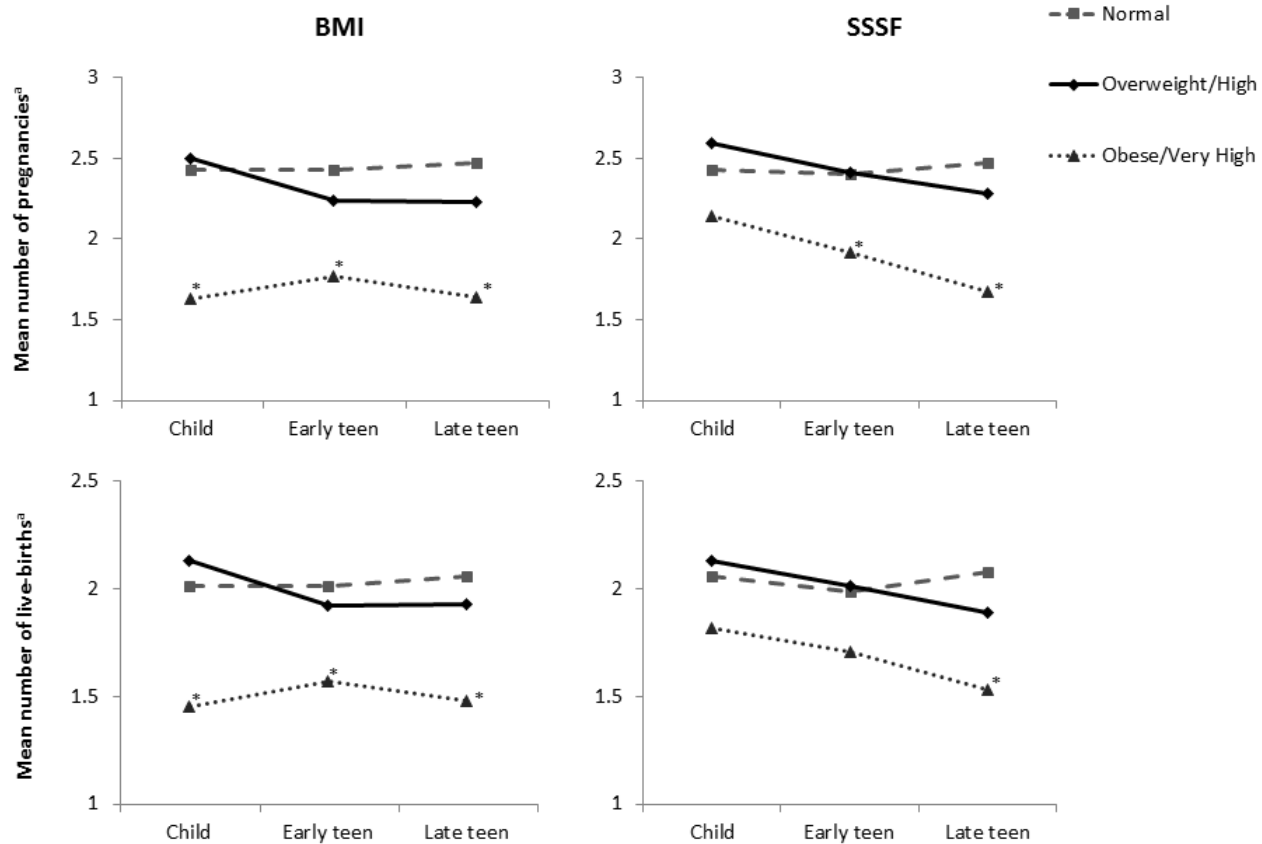 BMI
SSSF
Normal
Overweight/High
Obese/Very High
Mean number of pregnanciesª
3
2.5
2
1.5
1
*
*
*
Child
Early teen
Late teen
3
2.5
2
1.5
1
*
*
Child
Early teen
Late teen
Mean number of live-birthsª
2.5
2
1.5
1
*
*
*
Child
Early teen
Late teen
2.5
2
1.5
1
*
Child
Early teen
Late teen